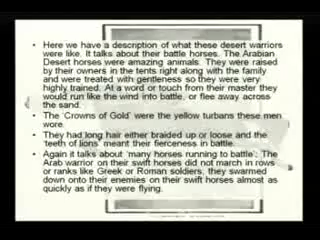 • Here we have a description of what these desert warriors
were like. It talks about their battle horses. The Arabian
Desert horses were amazing animals. They were raised
by their owners in the tents right along with the family
and were treated with gentleness so they were very
highly trained. At a word or touch from their master they
would run like the wind into battle, or flee away across
the sand.
• The ‘Crowns of Gold’ were the yellow turbans these men
wore.
• They had long hair either braided up or loose and the
‘teeth of lions’ meant their fierceness in battle.
• Again it talks about ‘many horses running to battle’; The
Arab warrior on their swift horses did not march in rows
or ranks like Greek or Roman soldiers, they swarmed
down onto their enemies on their swift horses almost as
quickly as if they were flying.